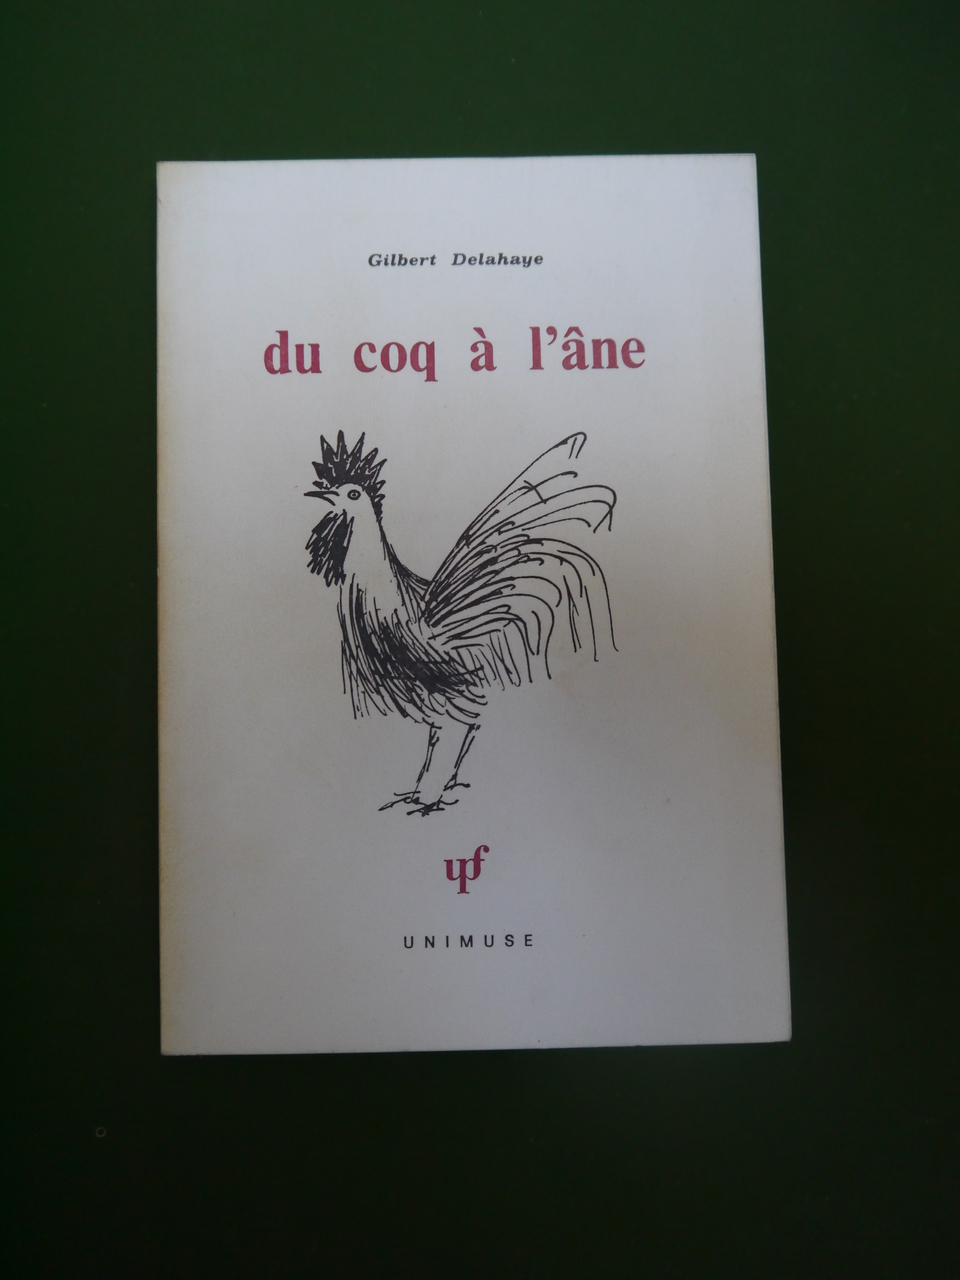 Gilbert Delahaye
du coq à l'âne
upf
UNIMUSE